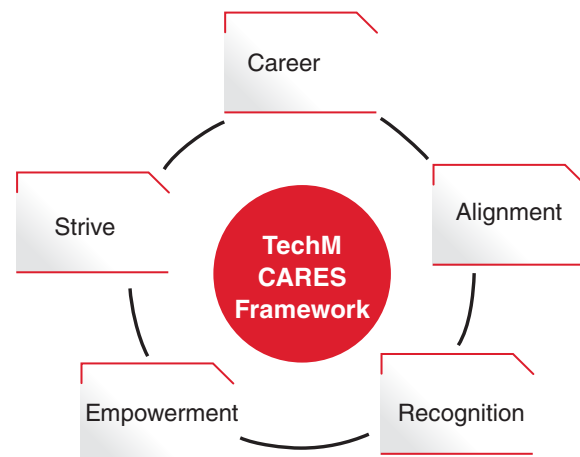 Career
Alignment
Recognition
Empowerment
Strive
TechM
CARES
Framework